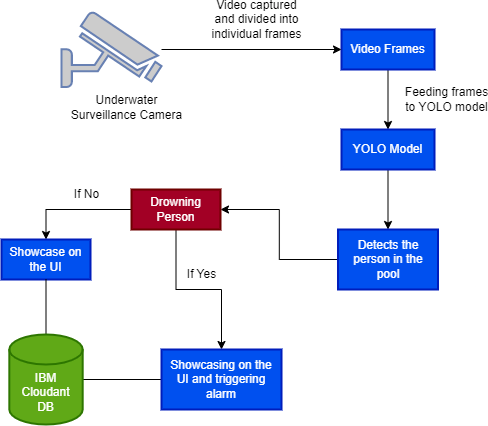 Video captured
and divided into
individual frames
Video Frames
Underwater
Surveillance Camera
Feeding frames
to YOLO model
YOLO Model
If No
Drowning
Person
Showcase on
the UI
Detects the
person in the
pool
If Yes
Showcasing on the
UI and triggering
alarm
IBM
Cloudant
DB